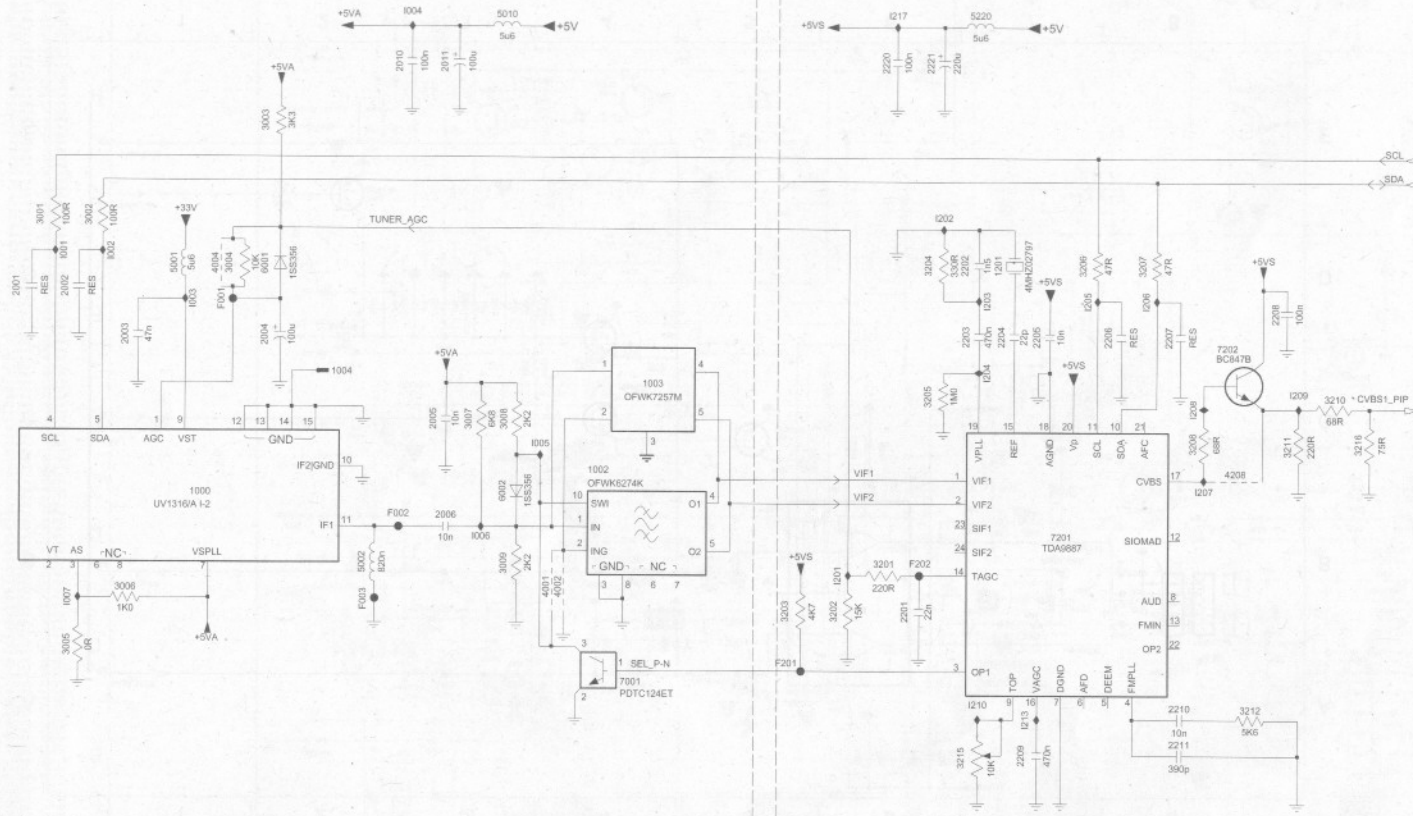 +5VA I004 5010 +5V
5u6
2010 100n 2011 100u
+5VS I217 5220 +5V
5u6
2220 100n 2221 220u
+5VA
3003 3K3
SCL
SDA
3001 100R 3002 100R
+33V
TUNER_AGC
I001 I002
2001 RES 2002 RES
5001 5u6
I003
4004 3004 10K 6001 1SS356
F001
2003 47n
2004 100u
1004
I202
3204 330R 2202 1n5 1201 4MHZ02797
I203
2203 470n 2204 22p 2205 10n
+5VS
I204
3205 1M0
+5VS
3206 47R 3207 47R
I205 I206
2206 RES 2207 RES
+5VS
2208 100n
7202
BC847B
I208 I209 3210 CVBS1_PIP
68R
3208 68R 3211 220R 3216 75R
I207 4208
+5VA
2005 10n 3007 6K8 3008 2K2
I005
6002 1SS356
1 4
1003
OFWK7257M
2 5
3
1002
OFWK6274K
10 SWI O1 4
1 IN
2 ING O2 5
GND NC
3 8 6 7
4 5 1 9 12 13 14 15
SCL SDA AGC VST GND
IF2|GND 10
1000
UV1316/A I-2
IF1 11
VT AS NC VSPLL
2 3 6 8 7
I007 3006
1K0
3005 0R
+5VA
F002 2006
10n I006
5002 820n
F003
3009 2K2
4001 4002
3
1 SEL_P-N
7001
2 PDTC124ET
VIF1
VIF2
+5VS
3203 4K7
I201 3201 F202
220R
3202 15K 2201 22n
F201
19 15 18 20 11 10 21
VPLL REF AGND Vp SCL SDA AFC
1 VIF1 CVBS 17
2 VIF2
23 SIF1
24 SIF2
7201
TDA9887
SIOMAD 12
14 TAGC
AUD 8
FMIN 13
OP2 22
3 OP1
TOP VAGC DGND AFD DEEM FMPLL
9 16 7 6 5 4
I210 I213
3215 10K 2209 470n
2210 3212
10n 5K6
2211
390p